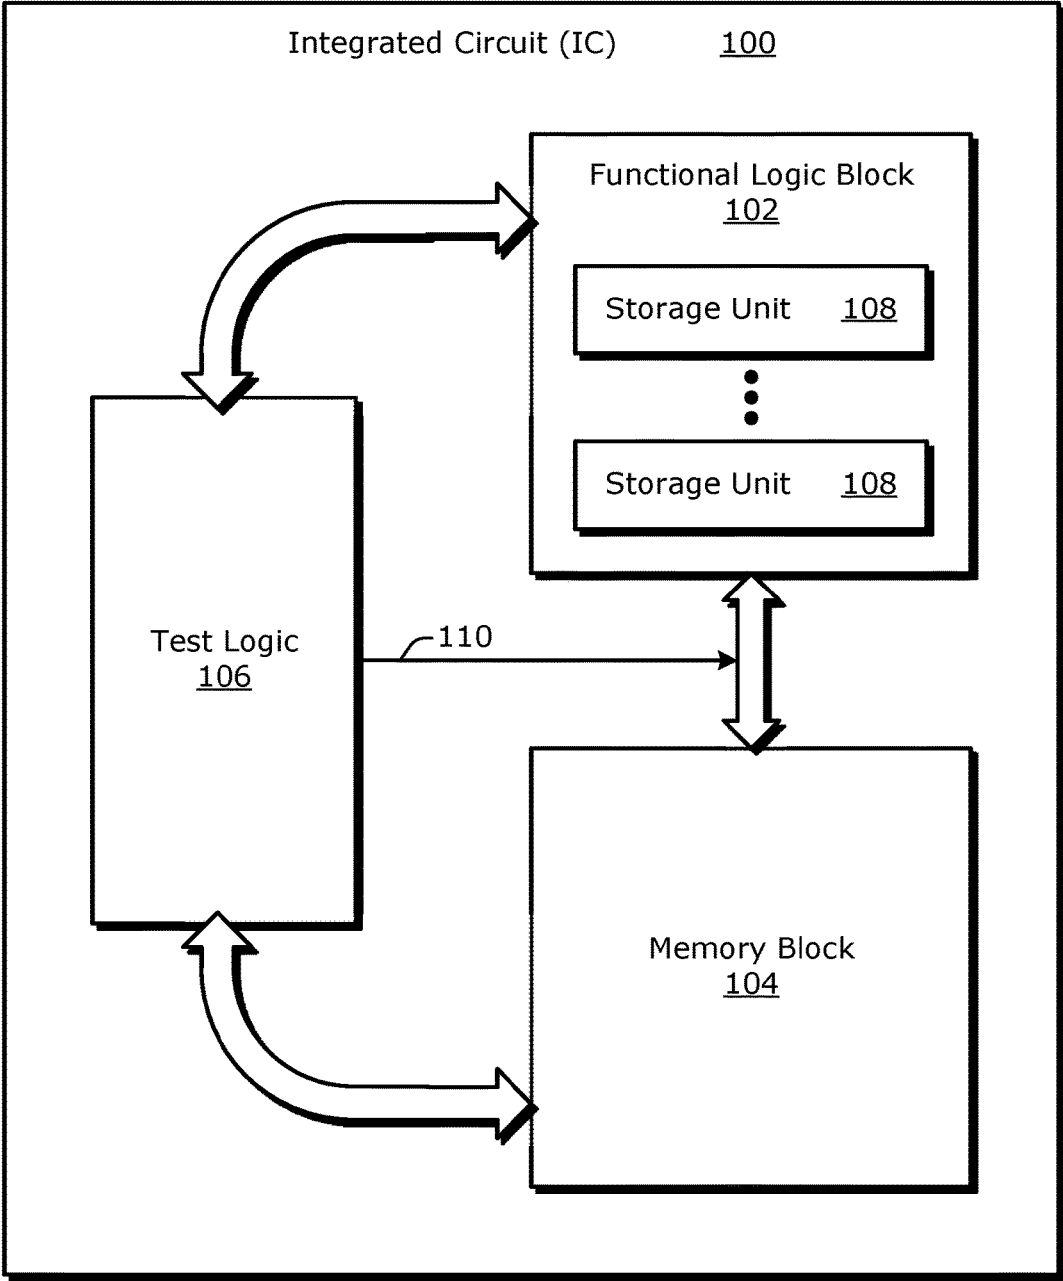 Integrated Circuit (IC) 100
Functional Logic Block
102
Storage Unit 108
Storage Unit 108
Test Logic
106
110
Memory Block
104